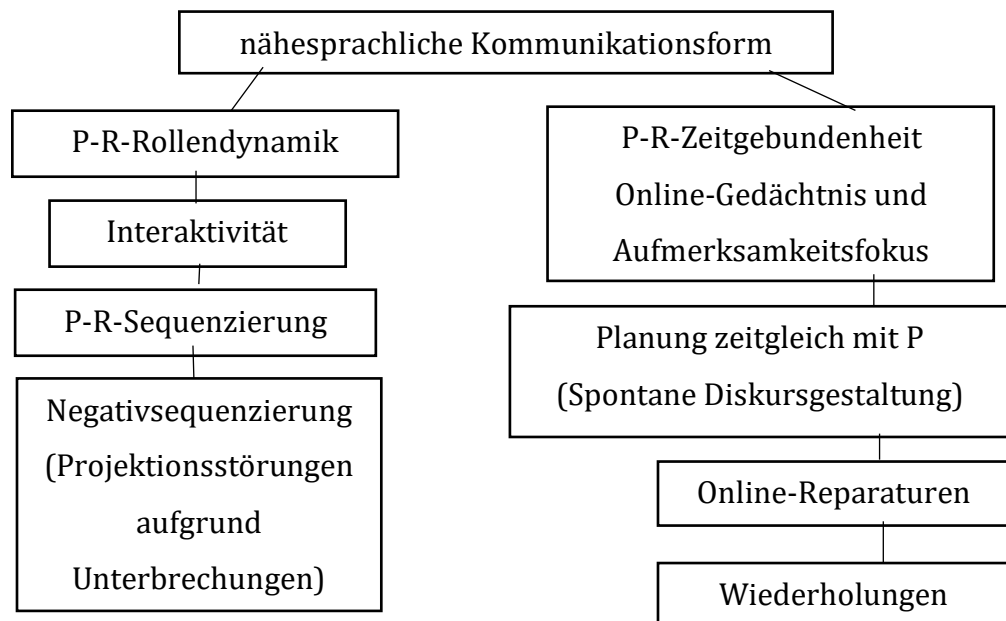 nähesprachliche Kommunikationsform
P-R-Rollendynamik
Interaktivität
P-R-Sequenzierung
Negativsequenzierung
(Projektionsstörungen
aufgrund
Unterbrechungen)
P-R-Zeitgebundenheit
Online-Gedächtnis und
Aufmerksamkeitsfokus
Planung zeitgleich mit P
(Spontane Diskursgestaltung)
Online-Reparaturen
Wiederholungen